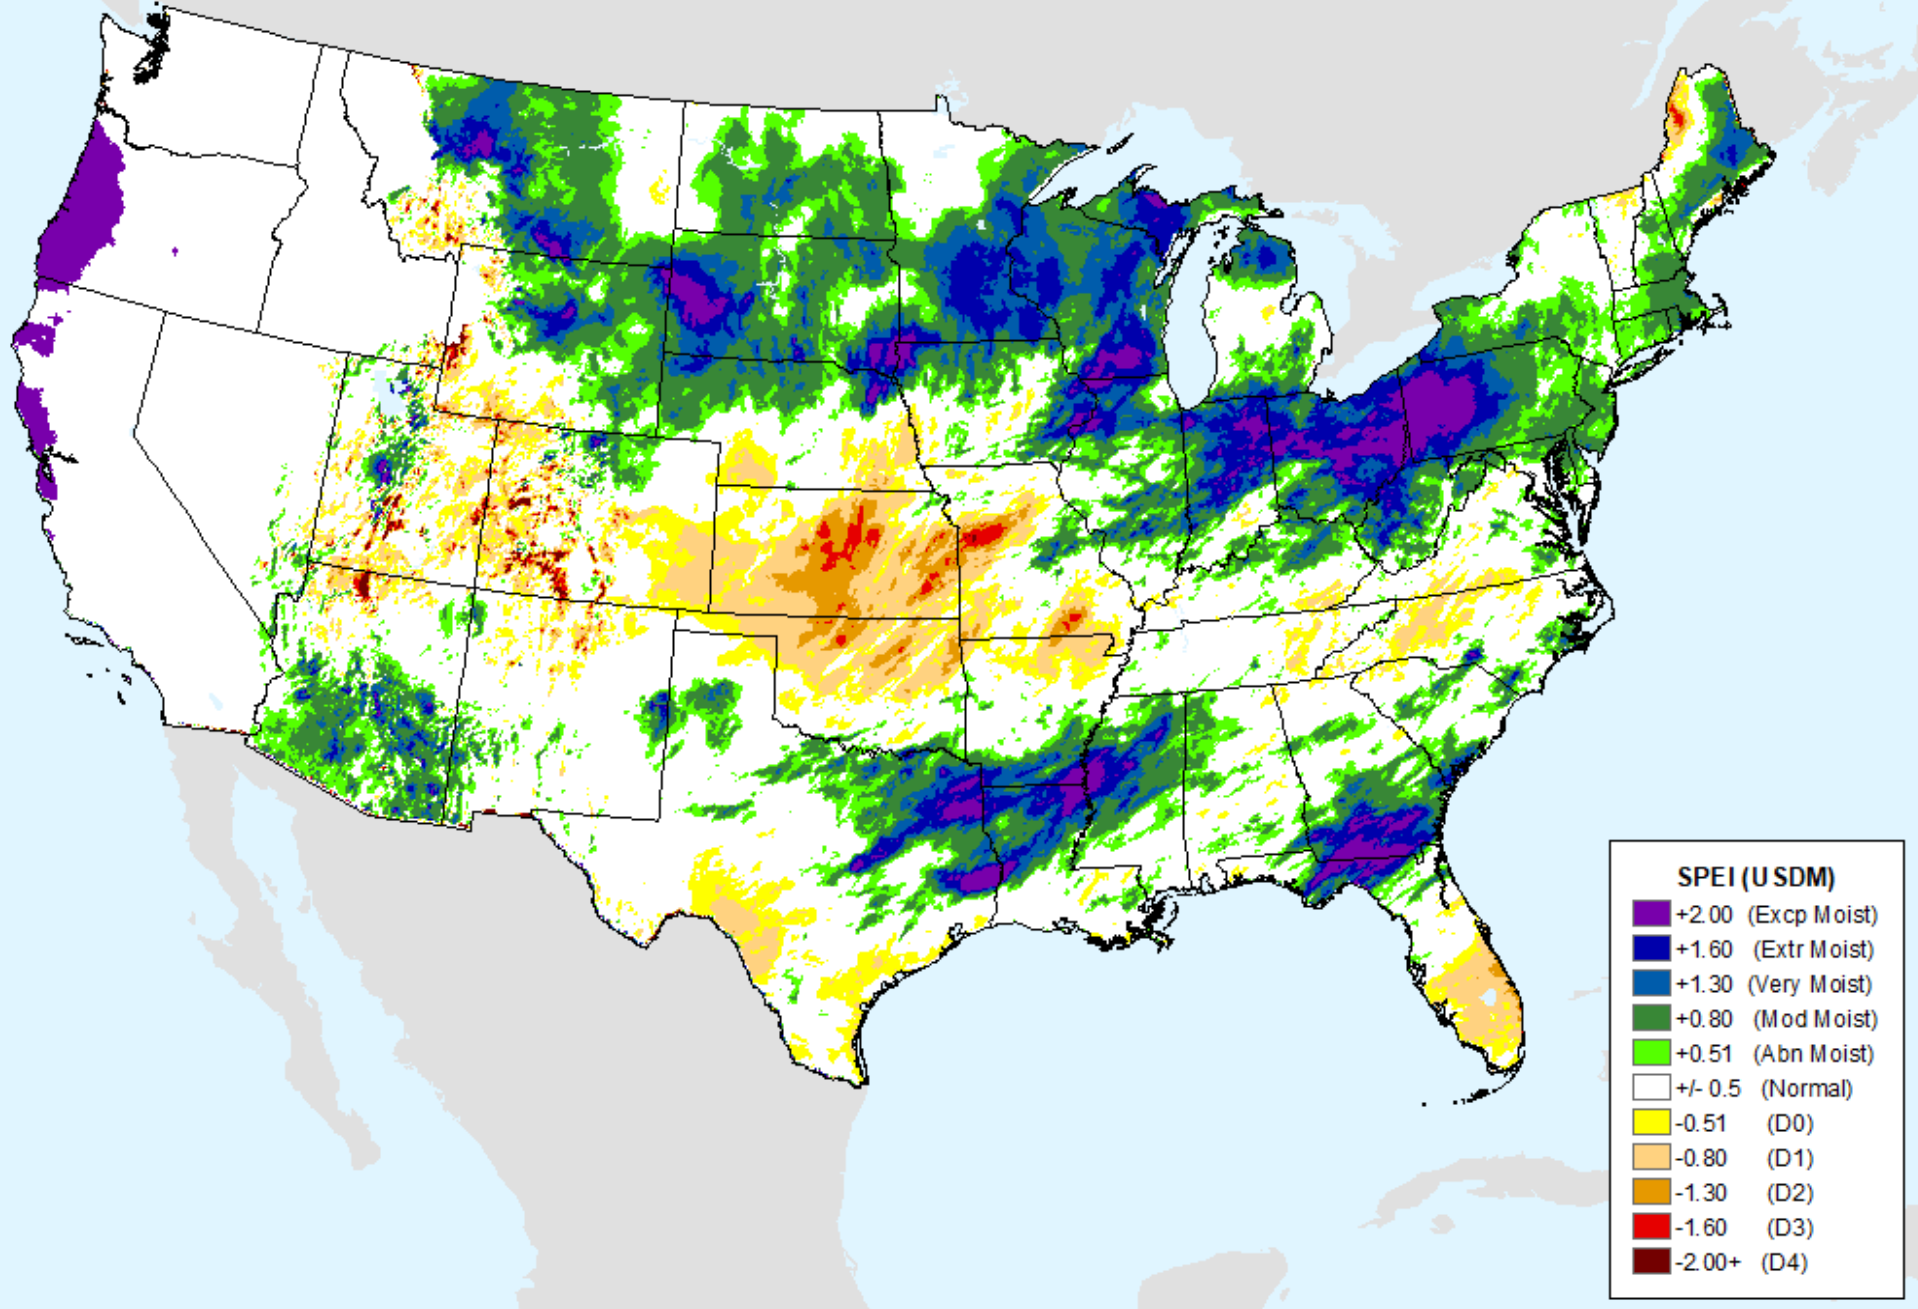 SPEI (USDM)
+2.00 (Excp Moist)
+1.60 (Extr Moist)
+1.30 (Very Moist)
+0.80 (Mod Moist)
+0.51 (Abn Moist)
+/- 0.5 (Normal)
-0.51 (D0)
-0.80 (D1)
-1.30 (D2)
-1.60 (D3)
-2.00+ (D4)